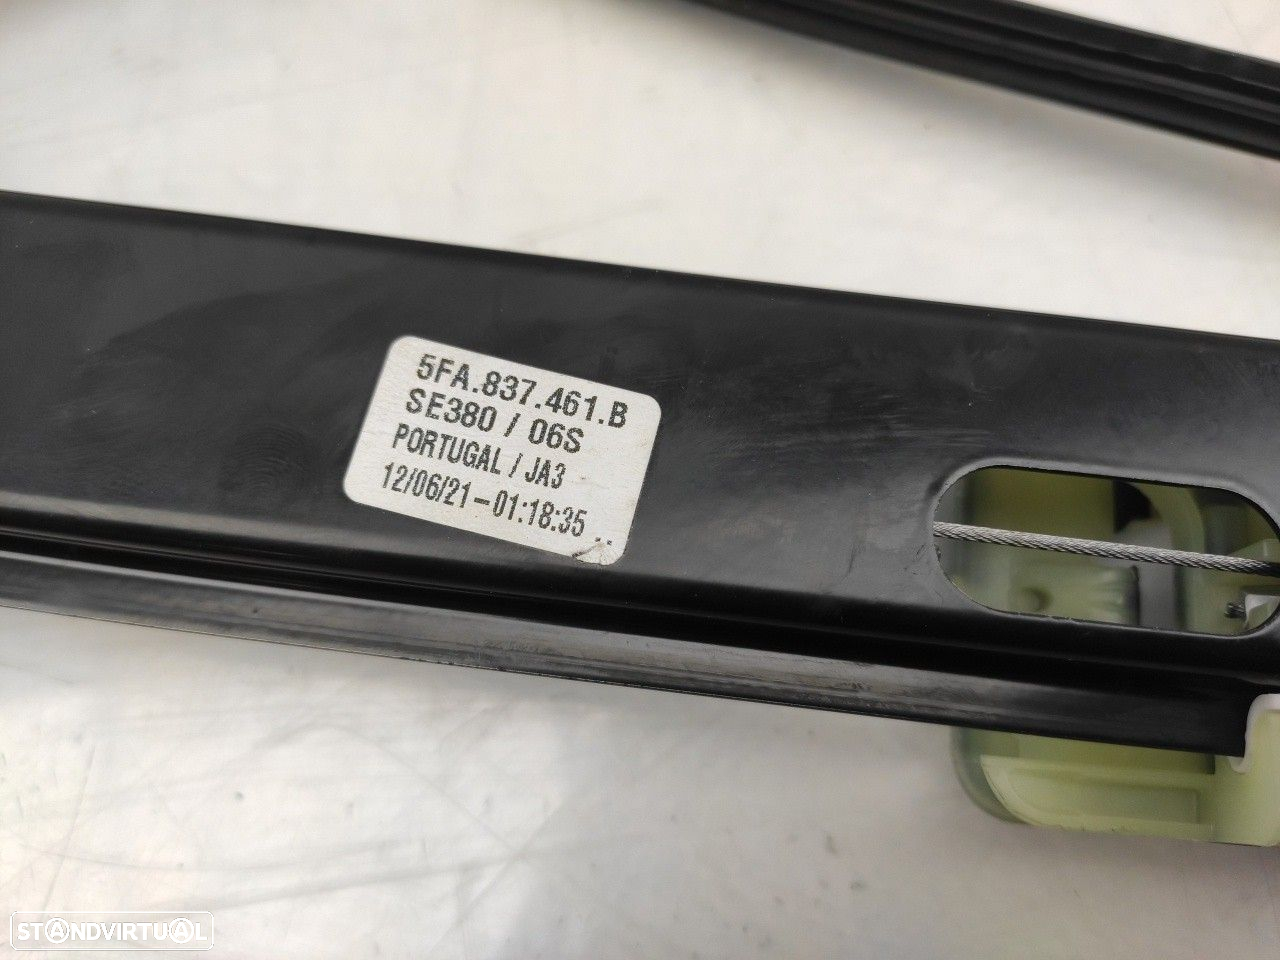 5FA.837.461.B
SE380 / 06S
PORTUGAL / JA3
12/06/21-01:18:35 ..
STANDVIRTUAL